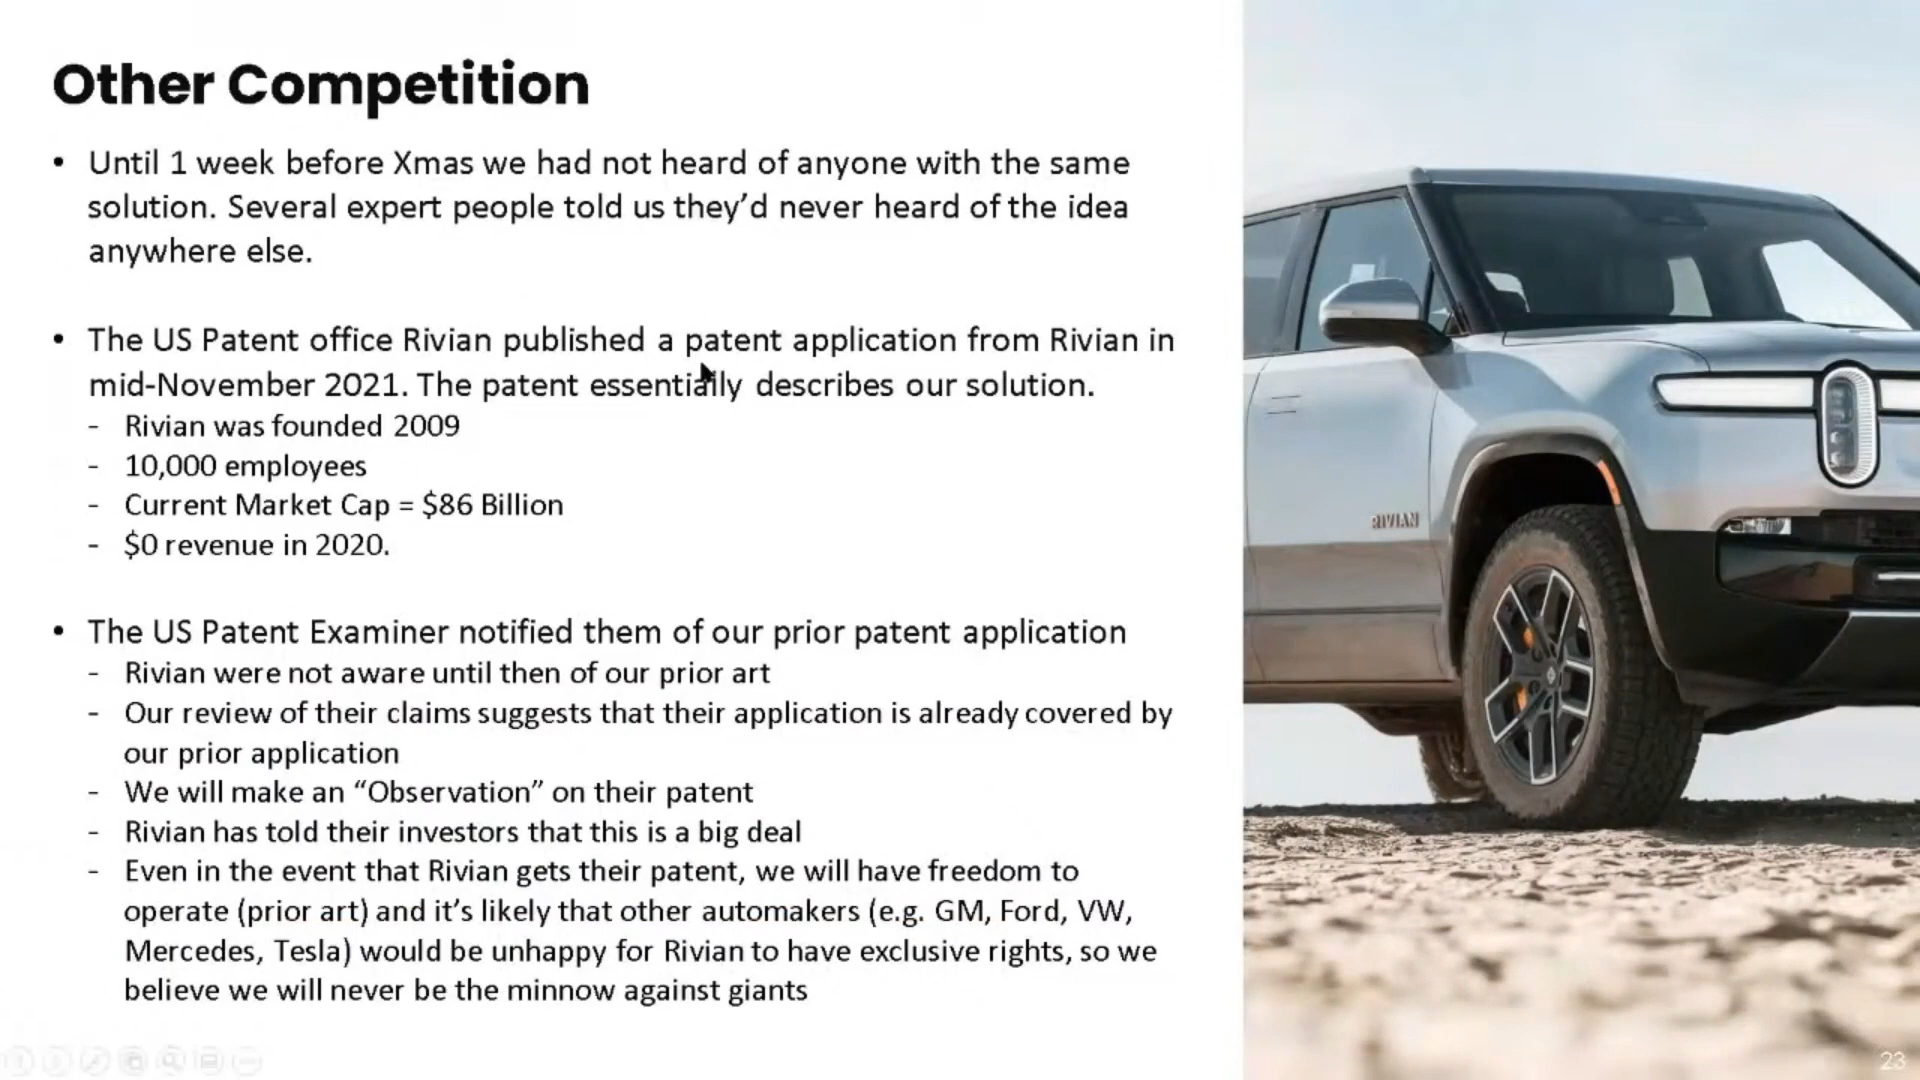 Other Competition
• Until 1 week before Xmas we had not heard of anyone with the same
solution. Several expert people told us they’d never heard of the idea
anywhere else.
• The US Patent office Rivian published a patent application from Rivian in
mid-November 2021. The patent essentially describes our solution.
- Rivian was founded 2009
- 10,000 employees
- Current Market Cap = $86 Billion
- $0 revenue in 2020.
• The US Patent Examiner notified them of our prior patent application
- Rivian were not aware until then of our prior art
- Our review of their claims suggests that their application is already covered by
our prior application
- We will make an “Observation” on their patent
- Rivian has told their investors that this is a big deal
- Even in the event that Rivian gets their patent, we will have freedom to
operate (prior art) and it’s likely that other automakers (e.g. GM, Ford, VW,
Mercedes, Tesla) would be unhappy for Rivian to have exclusive rights, so we
believe we will never be the minnow against giants
RIVIAN
23